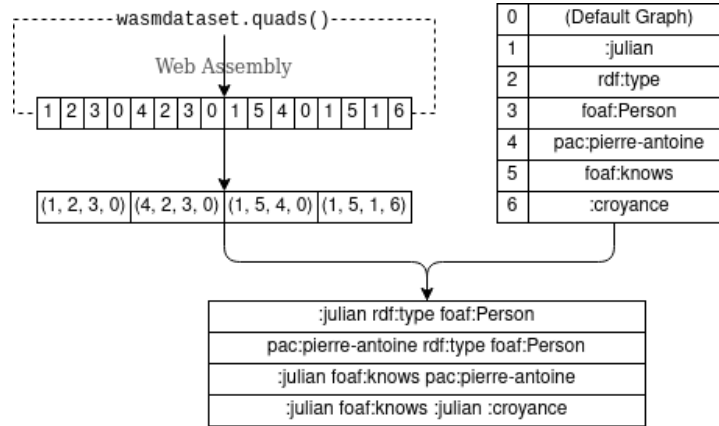 wasmdataset.quads()
Web Assembly
1 2 3 0 4 2 3 0 1 5 4 0 1 5 1 6
(1, 2, 3, 0) (4, 2, 3, 0) (1, 5, 4, 0) (1, 5, 1, 6)
0 (Default Graph)
1 :julian
2 rdf:type
3 foaf:Person
4 pac:pierre-antoine
5 foaf:knows
6 :croyance
:julian rdf:type foaf:Person
pac:pierre-antoine rdf:type foaf:Person
:julian foaf:knows pac:pierre-antoine
:julian foaf:knows :julian :croyance